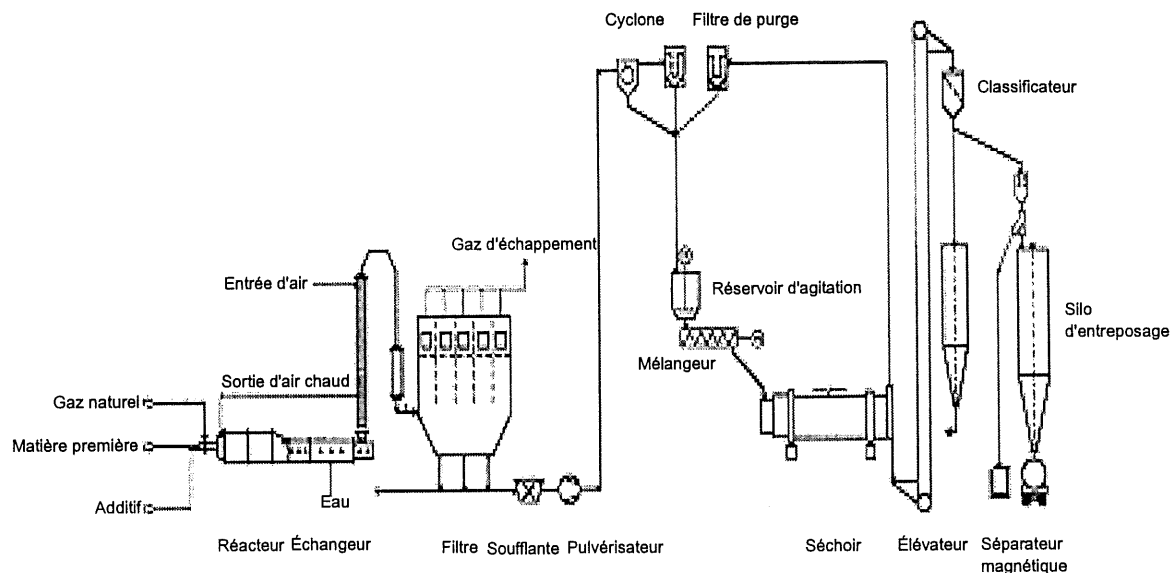 Cyclone
Filtre de purge
Classificateur
Gaz d'échappement
Entrée d'air
Réservoir d'agitation
Silo
d'entreposage
Mélangeur
Sortie d'air chaud
Gaz naturel
Matière première
Additif
Eau
Réacteur
Échangeur
Filtre
Soufflante
Pulvérisateur
Séchoir
Élévateur
Séparateur
magnétique